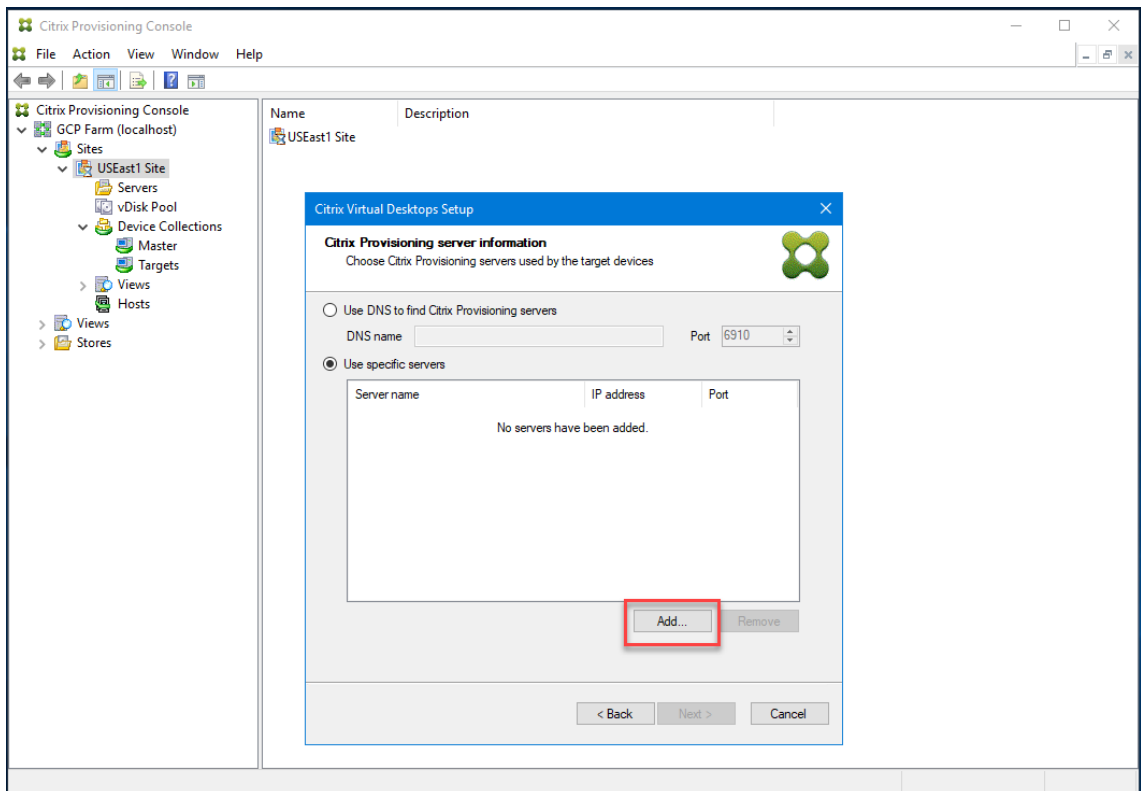 Citrix Provisioning Console
File Action View Window Help
Citrix Provisioning Console
GCP Farm (localhost)
Sites
USEast1 Site
Servers
vDisk Pool
Device Collections
Master
Targets
Views
Hosts
Views
Stores
Name Description
USEast1 Site
Citrix Virtual Desktops Setup
Citrix Provisioning server information
Choose Citrix Provisioning servers used by the target devices
Use DNS to find Citrix Provisioning servers
DNS name Port 6910
Use specific servers
Server name IP address Port
No servers have been added.
Add... Remove
< Back Next > Cancel